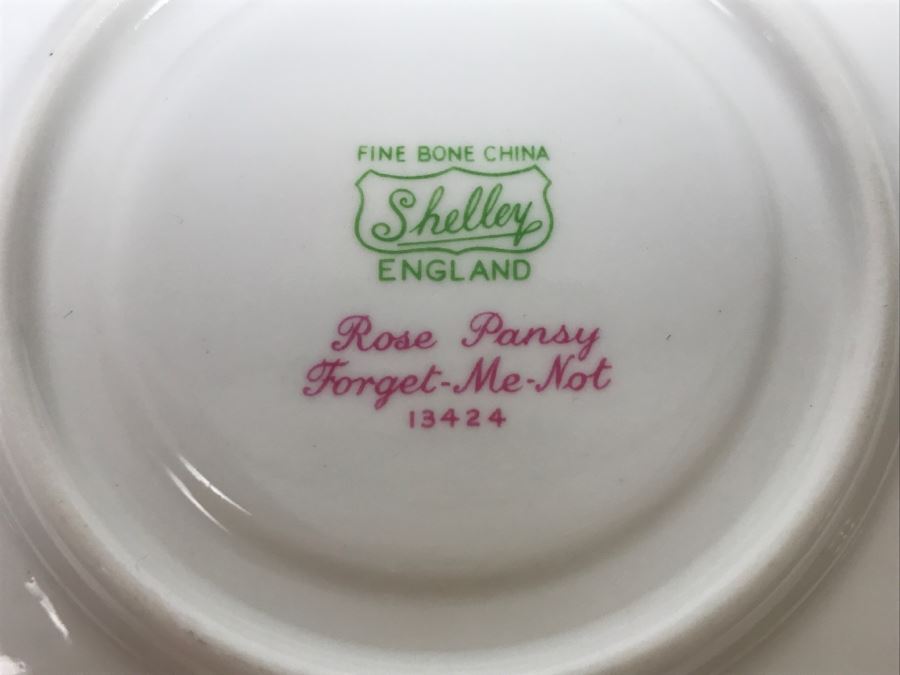 FINE BONE CHINA
Shelley
ENGLAND
Rose Pansy
Forget-Me-Not
13424